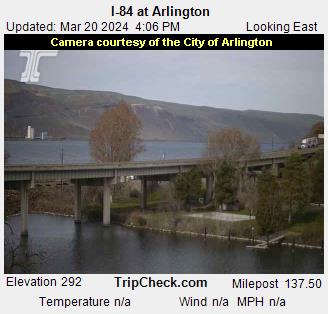 I-84 at Arlington
Updated: Mar 20 2024 4:06 PM Looking East
Camera courtesy of the City of Arlington
Elevation 292 TripCheck.com Milepost 137.50
Temperature n/a Wind n/a MPH n/a